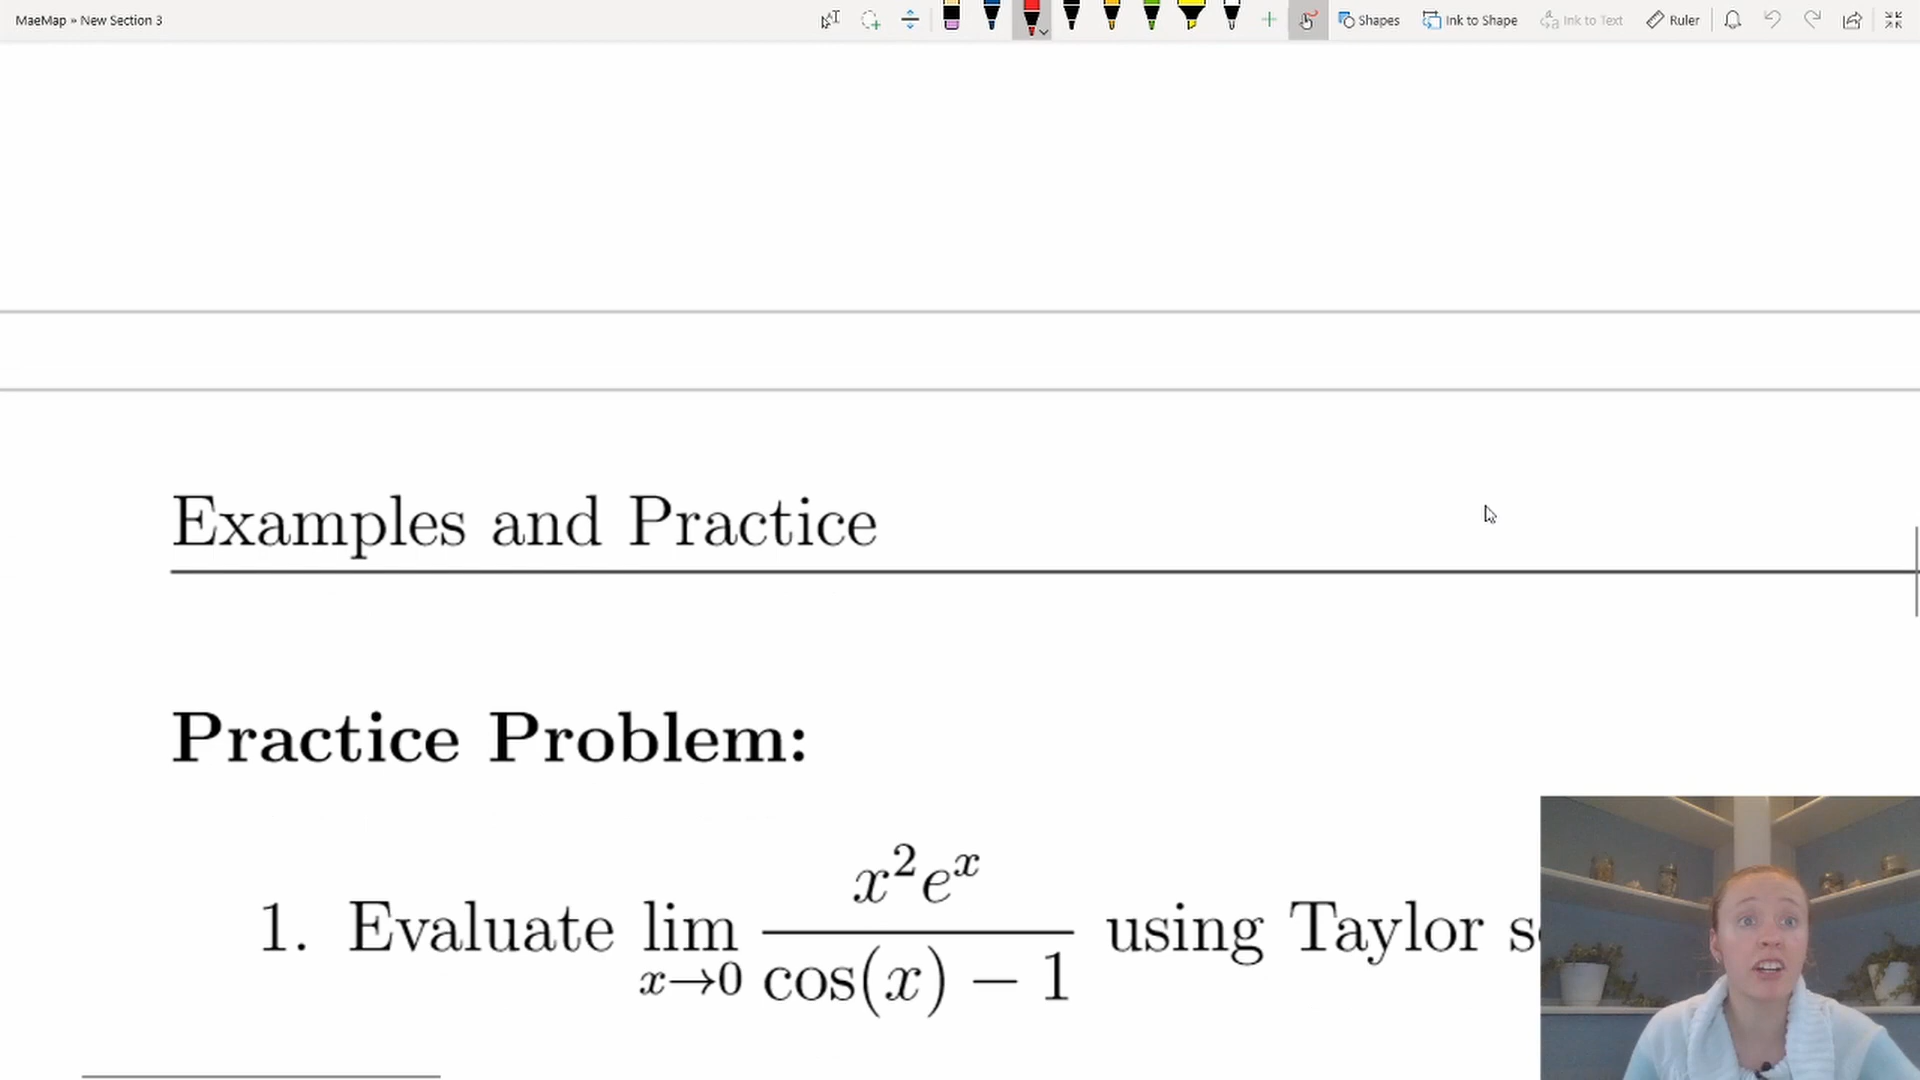 MaeMap » New Section 3
Shapes Ink to Shape Ink to Text Ruler
Examples and Practice
Practice Problem:
1. Evaluate lim x→0 x²eˣ / cos(x) − 1 using Taylor